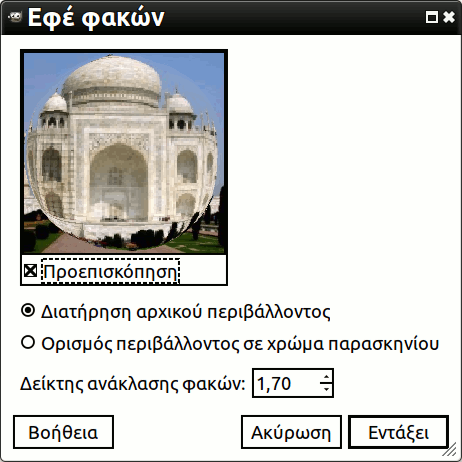 Εφέ φακών
Προεπισκόπηση
Διατήρηση αρχικού περιβάλλοντος
Ορισμός περιβάλλοντος σε χρώμα παρασκηνίου
Δείκτης ανάκλασης φακών: 1,70
Βοήθεια Ακύρωση Εντάξει